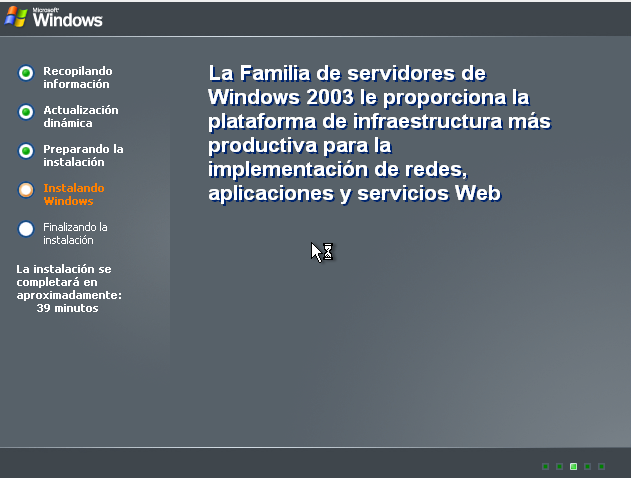 Microsoft
Windows
Recopilando
información
Actualización
dinámica
Preparando la
instalación
Instalando
Windows
Finalizando la
instalación
La instalación se
completará en
aproximadamente:
39 minutos
La Familia de servidores de
Windows 2003 le proporciona la
plataforma de infraestructura más
productiva para la
implementación de redes,
aplicaciones y servicios Web